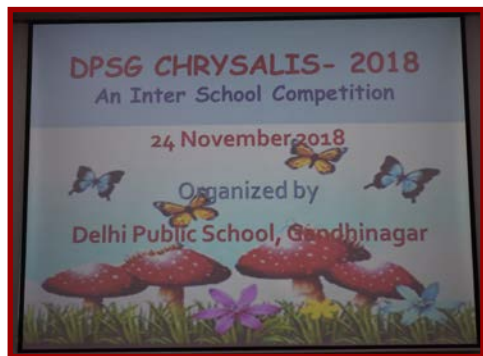 DPSG CHRYSALIS- 2018
An Inter School Competition
24 November 2018
Organized by
Delhi Public School, Gandhinagar